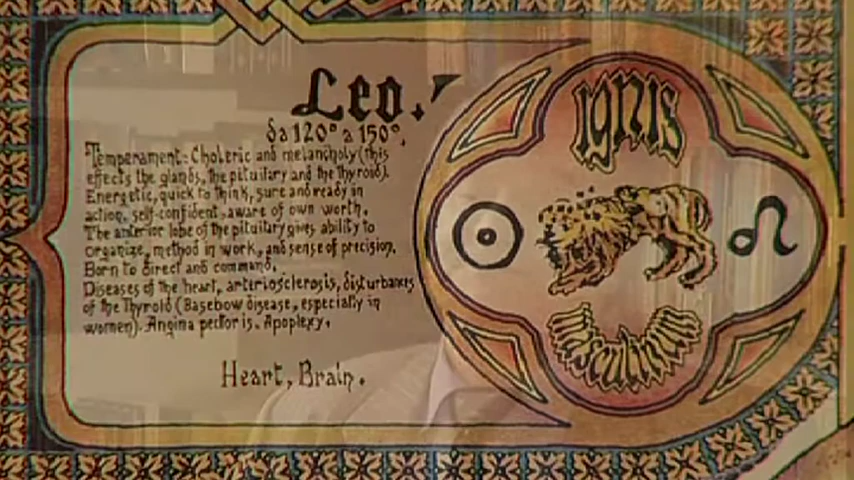 Leo.
da 120° a 150°.
Temperament: Choleric and melancholy (this
effects the glands, the pituitary and the Thyroid).
Energetic, quick to think, sure and ready in
action, self-confident, aware of own worth.
The anterior lobe of the pituitary gives ability to
organize, method in work, and sense of precision.
Born to direct and command.
Diseases of the heart, arteriosclerosis, disturbances
of the Thyroid (Basebow disease, especially in
women). Angina pectoris. Apoplexy.
Heart, Brain.
ignis
masculinum